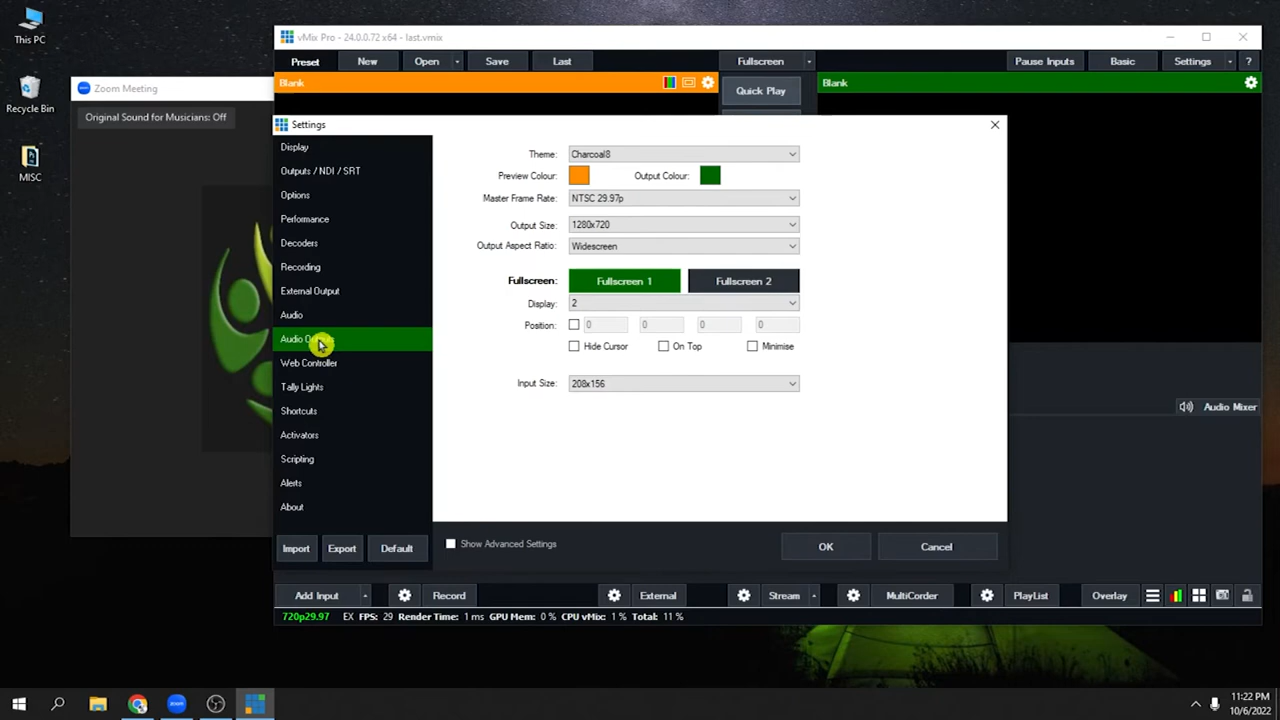 This PC
Recycle Bin
MISC
Zoom Meeting
Original Sound for Musicians: Off
vMix Pro - 24.0.0.72 x64 - last.vmix
Preset New Open Save Last Fullscreen Pause Inputs Basic Settings ?
Blank
Quick Play
Blank
Settings
Display
Outputs / NDI / SRT
Options
Performance
Decoders
Recording
External Output
Audio
Audio
Web Controller
Tally Lights
Shortcuts
Activators
Scripting
Alerts
About
Import Export Default
Theme: Charcoal8
Preview Colour: Output Colour:
Master Frame Rate: NTSC 29.97p
Output Size: 1280x720
Output Aspect Ratio: Widescreen
Fullscreen: Fullscreen 1 Fullscreen 2
Display: 2
Position: 0 0 0 0
Hide Cursor On Top Minimise
Input Size: 208x156
Show Advanced Settings
OK Cancel
Audio Mixer
Add Input Record External Stream MultiCorder PlayList Overlay
720p29.97 EX FPS: 29 Render Time: 1 ms GPU Mem: 0 % CPU vMix: 1 % Total: 11 %
zoom
11:22 PM
10/6/2022